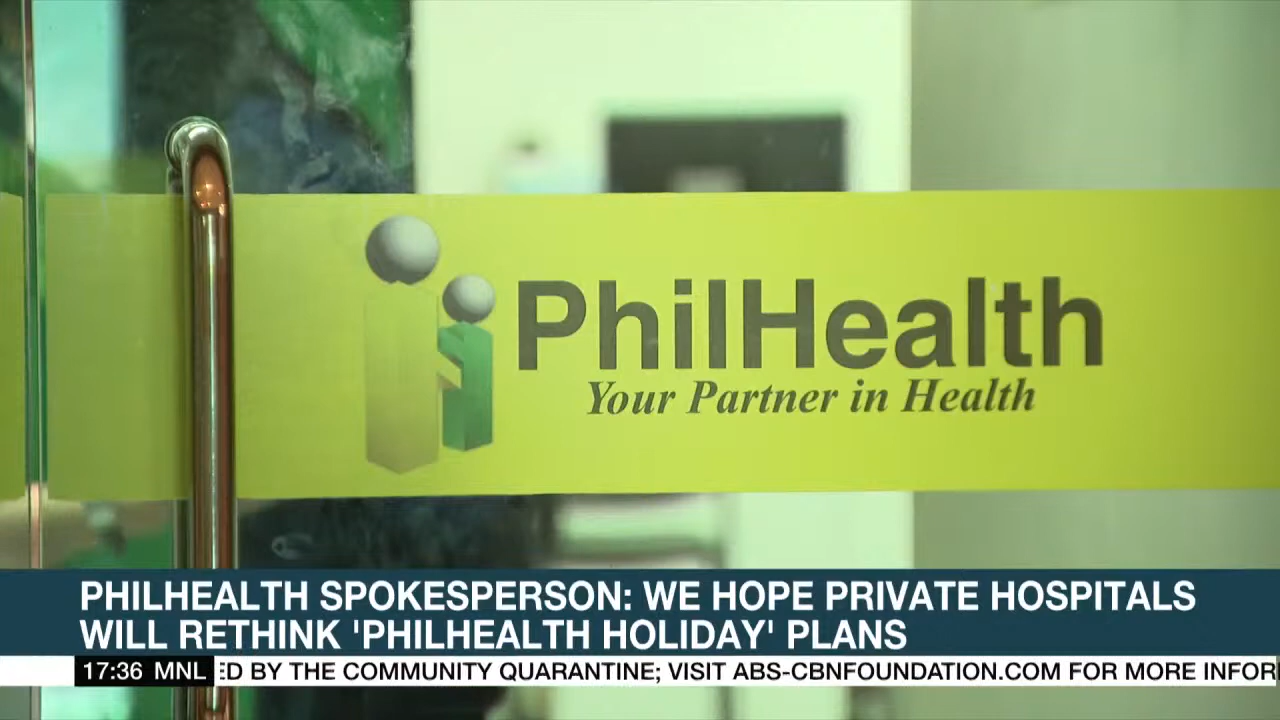 PhilHealth
Your Partner in Health
PHILHEALTH SPOKESPERSON: WE HOPE PRIVATE HOSPITALS
WILL RETHINK 'PHILHEALTH HOLIDAY' PLANS
17:36 MNL BY THE COMMUNITY QUARANTINE; VISIT ABS-CBNFOUNDATION.COM FOR MORE